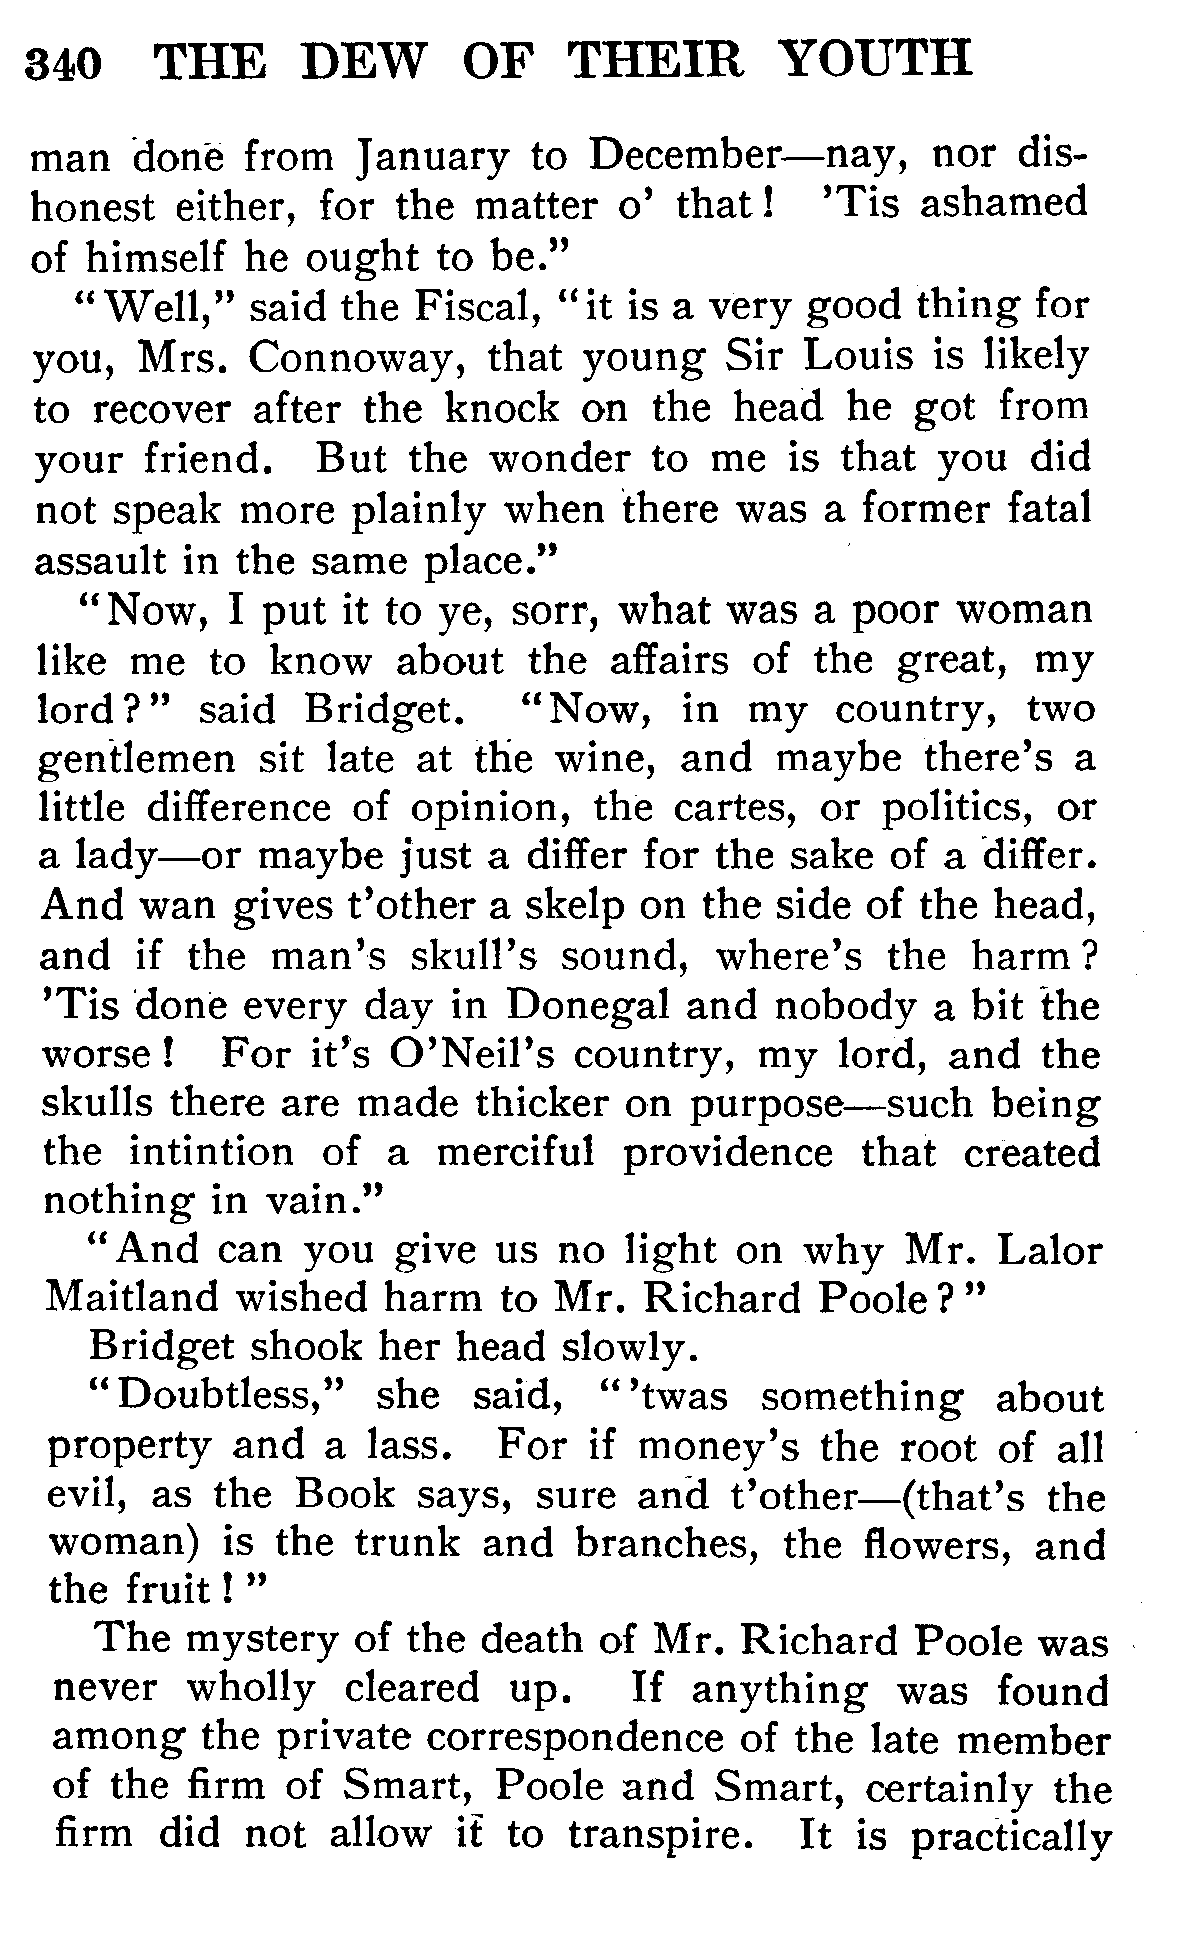 340 THE DEW OF THEIR YOUTH
man done from January to December—nay, nor dis-
honest either, for the matter o' that! 'Tis ashamed
of himself he ought to be."
"Well," said the Fiscal, "it is a very good thing for
you, Mrs. Connoway, that young Sir Louis is likely
to recover after the knock on the head he got from
your friend. But the wonder to me is that you did
not speak more plainly when there was a former fatal
assault in the same place."
"Now, I put it to ye, sorr, what was a poor woman
like me to know about the affairs of the great, my
lord?" said Bridget. "Now, in my country, two
gentlemen sit late at the wine, and maybe there's a
little difference of opinion, the cartes, or politics, or
a lady—or maybe just a differ for the sake of a differ.
And wan gives t'other a skelp on the side of the head,
and if the man's skull's sound, where's the harm?
'Tis done every day in Donegal and nobody a bit the
worse! For it's O'Neil's country, my lord, and the
skulls there are made thicker on purpose—such being
the intintion of a merciful providence that created
nothing in vain."
"And can you give us no light on why Mr. Lalor
Maitland wished harm to Mr. Richard Poole?"
Bridget shook her head slowly.
"Doubtless," she said, "'twas something about
property and a lass. For if money's the root of all
evil, as the Book says, sure and t'other—(that's the
woman) is the trunk and branches, the flowers, and
the fruit!"
The mystery of the death of Mr. Richard Poole was
never wholly cleared up. If anything was found
among the private correspondence of the late member
of the firm of Smart, Poole and Smart, certainly the
firm did not allow it to transpire. It is practically